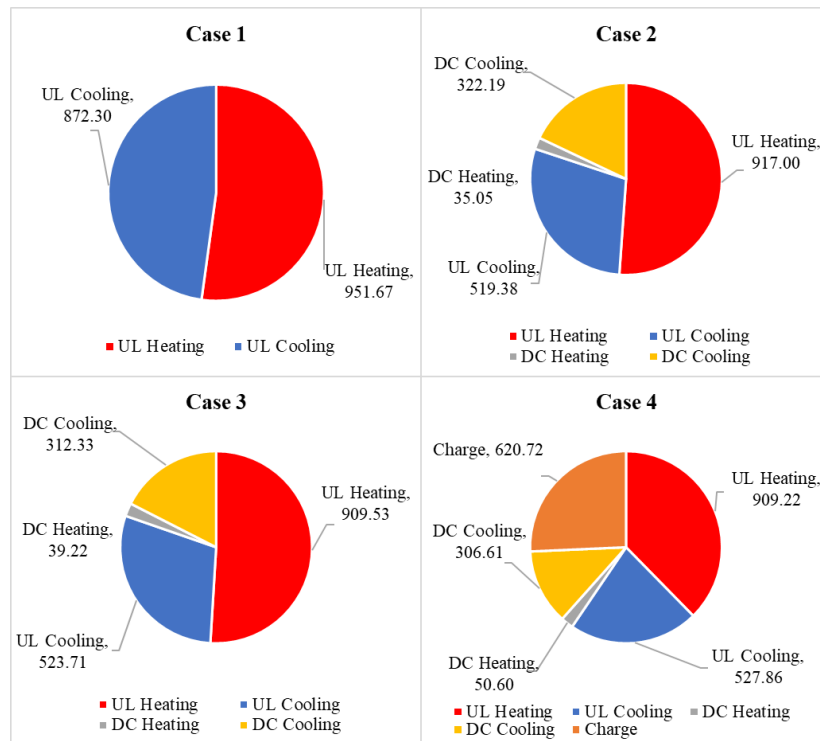 Case 1
UL Cooling,
872.30
UL Heating,
951.67
UL Heating
UL Cooling
Case 2
DC Cooling,
322.19
UL Heating,
917.00
DC Heating,
35.05
UL Cooling,
519.38
UL Heating
UL Cooling
DC Heating
DC Cooling
Case 3
DC Cooling,
312.33
UL Heating,
909.53
DC Heating,
39.22
UL Cooling,
523.71
UL Heating
UL Cooling
DC Heating
DC Cooling
Case 4
Charge, 620.72
UL Heating,
909.22
DC Cooling,
306.61
DC Heating,
50.60
UL Cooling,
527.86
UL Heating
UL Cooling
DC Heating
DC Cooling
Charge